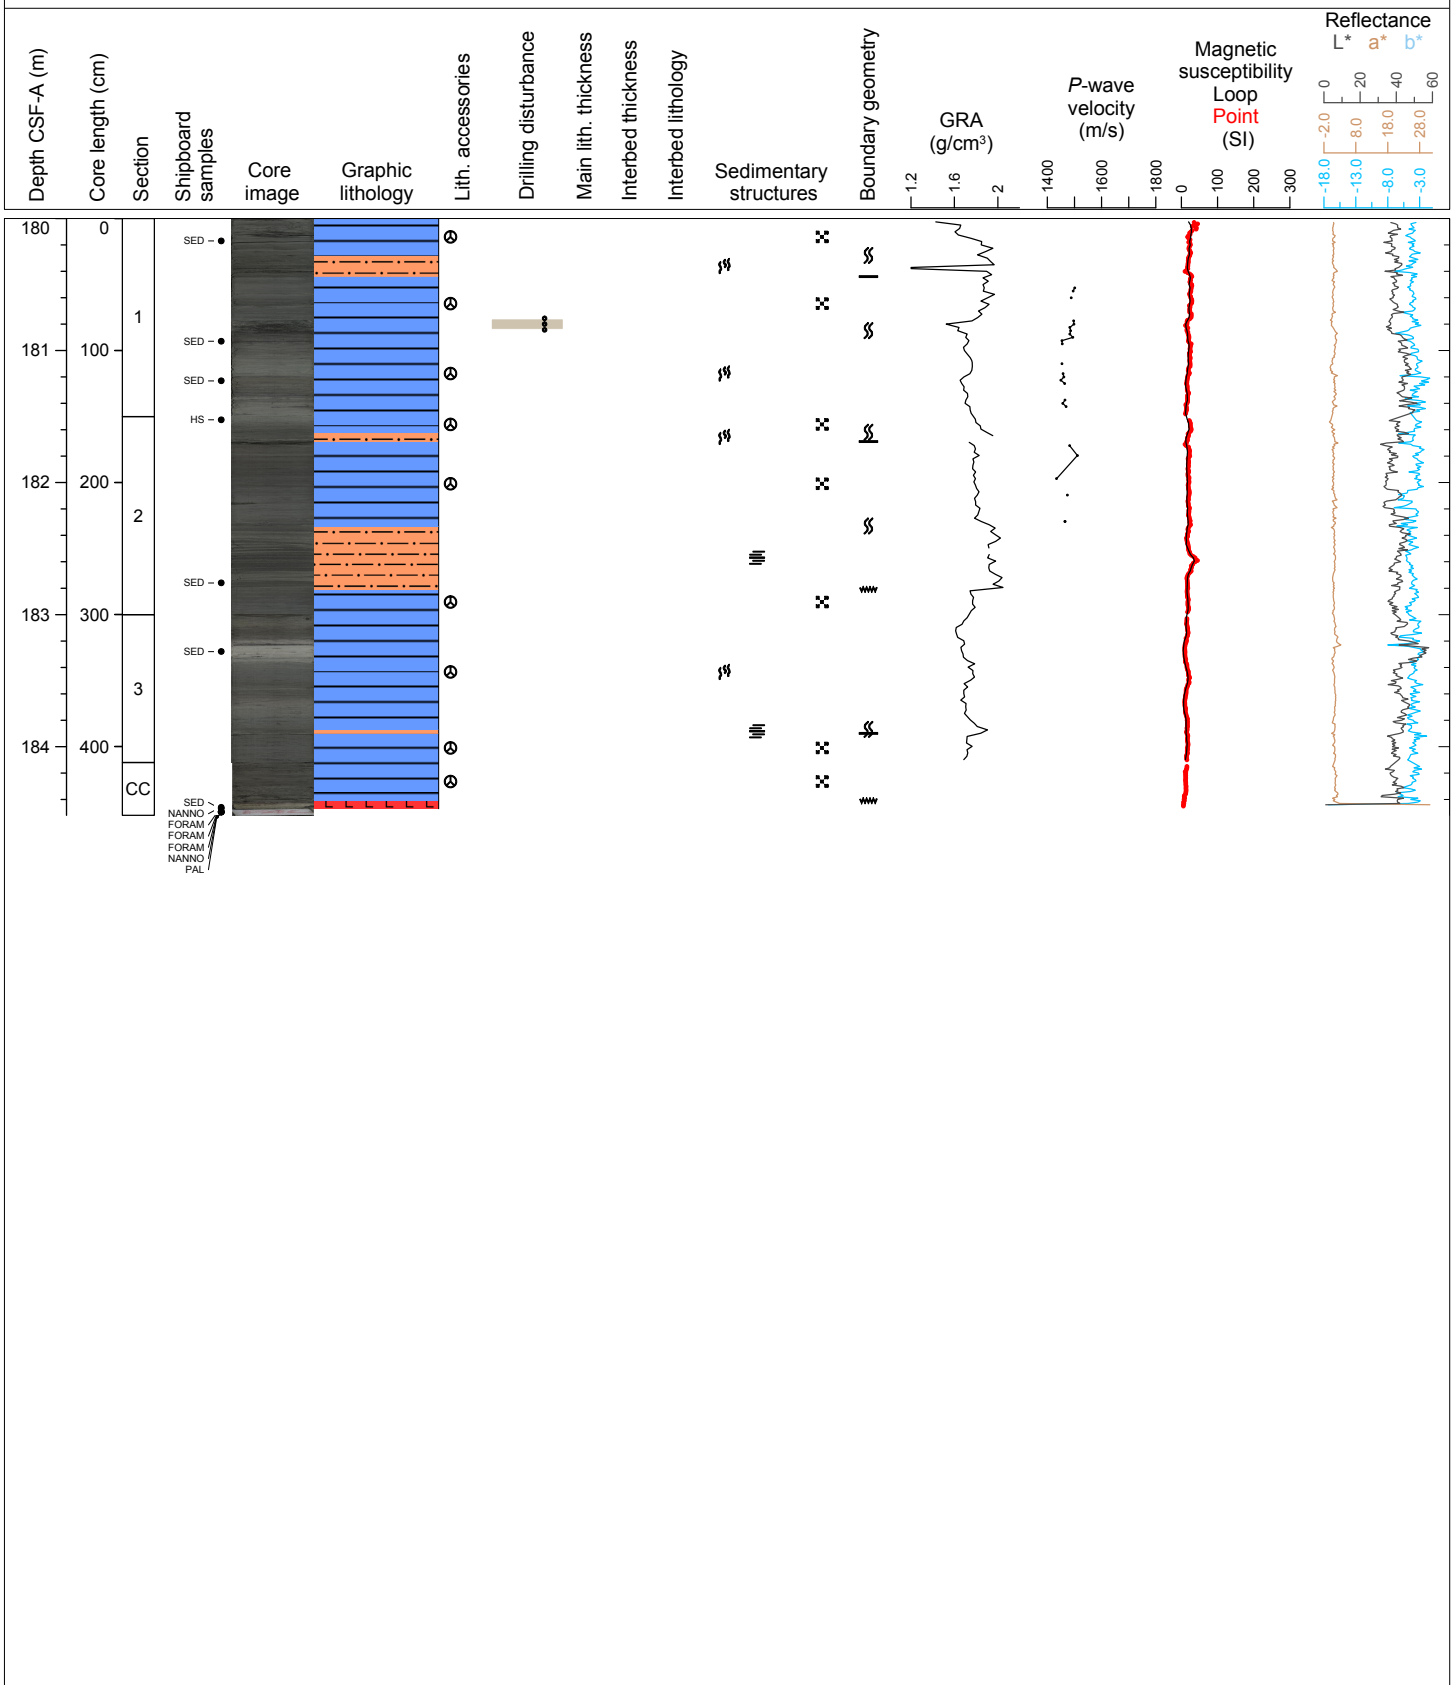 Depth CSF-A (m)
Core length (cm)
Section
Shipboard
samples
Core
image
Graphic
lithology
Lith. accessories
Drilling disturbance
Main lith. thickness
Interbed thickness
Interbed lithology
Sedimentary
structures
Boundary geometry
GRA
(g/cm³)
1.2 1.6 2
P-wave
velocity
(m/s)
1400 1600 1800
Magnetic
susceptibility
Loop
Point
(SI)
0 100 200 300
Reflectance
L* a* b*
0 20 40 60
-2.0 8.0 18.0 28.0
-18.0 -13.0 -8.0 -3.0
180 0
SED
1
SED
181 100
SED
HS
182 200
2
SED
183 300
SED
3
184 400
CC
SED
NANNO
FORAM
FORAM
FORAM
NANNO
PAL